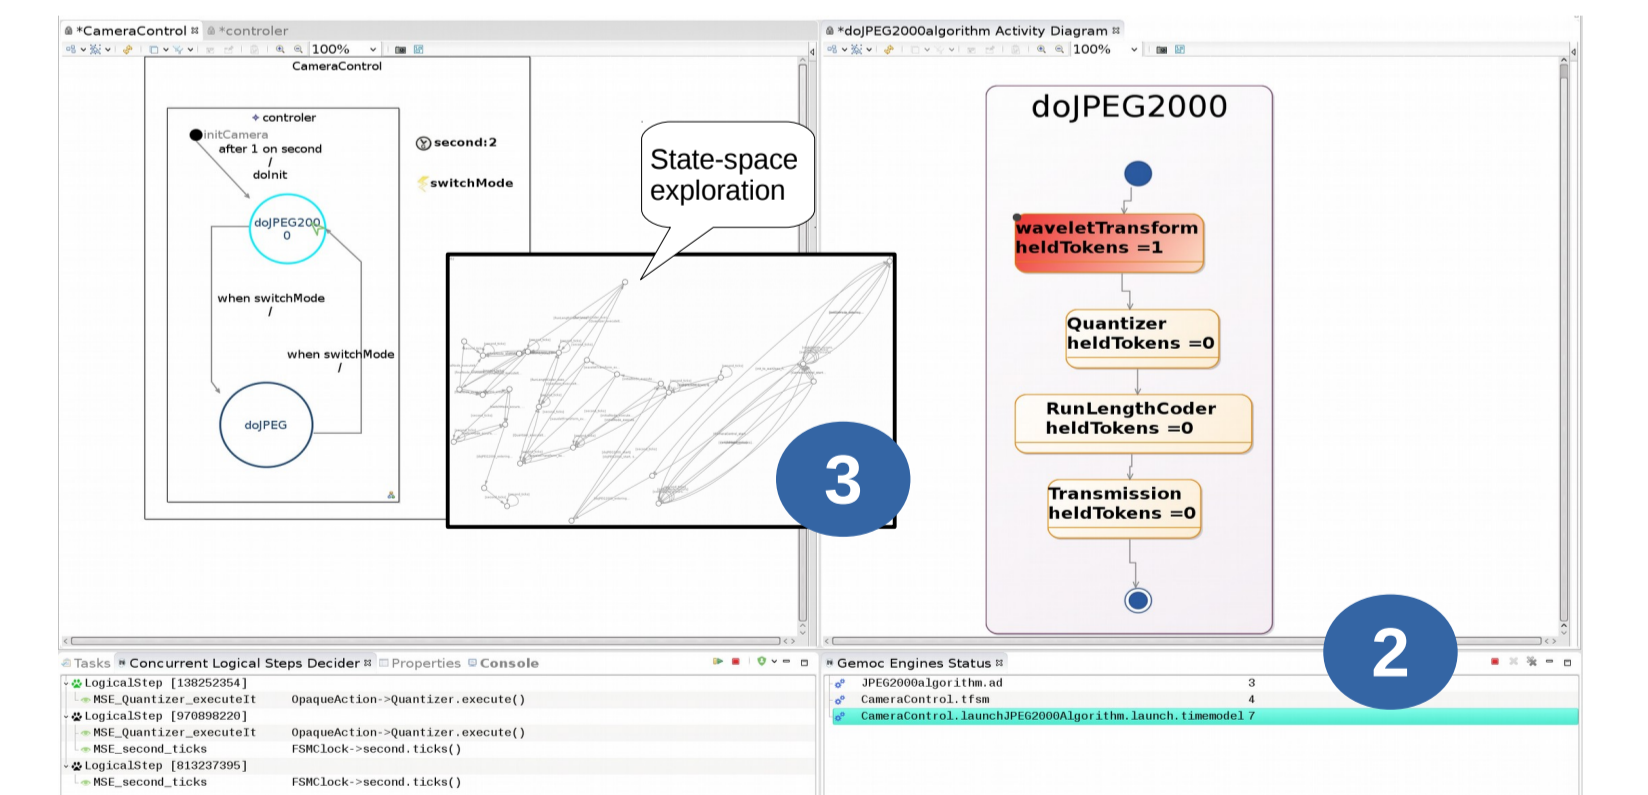 *CameraControl
*controler
100%
CameraControl
controler
initCamera
after 1 on second
/
doInit
doJPEG200
0
when switchMode
/
when switchMode
/
doJPEG
second:2
switchMode
State-space
exploration
3
*doJPEG2000algorithm Activity Diagram
100%
doJPEG2000
waveletTransform
heldTokens =1
Quantizer
heldTokens =0
RunLengthCoder
heldTokens =0
Transmission
heldTokens =0
2
Tasks
Concurrent Logical Steps Decider
Properties
Console
LogicalStep [138252354]
MSE_Quantizer_executeIt OpaqueAction->Quantizer.execute()
LogicalStep [970898220]
MSE_Quantizer_executeIt OpaqueAction->Quantizer.execute()
MSE_second_ticks FSMClock->second.ticks()
LogicalStep [813237395]
MSE_second_ticks FSMClock->second.ticks()
Gemoc Engines Status
JPEG2000algorithm.ad 3
CameraControl.tfsm 4
CameraControl.launchJPEG2000Algorithm.launch.timemodel 7